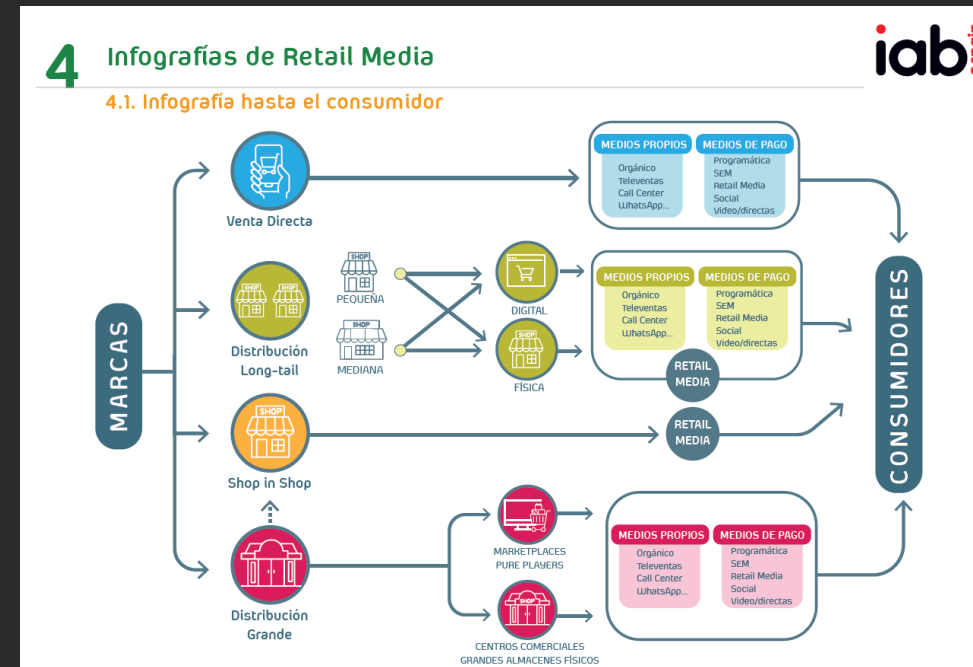 4 Infografías de Retail Media
iab spain
4.1. Infografía hasta el consumidor
MARCAS
Venta Directa
MEDIOS PROPIOS
Orgánico
Televentas
Call Center
WhatsApp...
MEDIOS DE PAGO
Programática
SEM
Retail Media
Social
Video/directas
SHOP
SHOP
Distribución
Long-tail
SHOP
PEQUEÑA
SHOP
MEDIANA
DIGITAL
SHOP
FÍSICA
MEDIOS PROPIOS
Orgánico
Televentas
Call Center
WhatsApp...
MEDIOS DE PAGO
Programática
SEM
Retail Media
Social
Video/directas
RETAIL
MEDIA
SHOP
Shop in Shop
RETAIL
MEDIA
Distribución
Grande
MARKETPLACES
PURE PLAYERS
SHOP
CENTROS COMERCIALES
GRANDES ALMACENES FÍSICOS
MEDIOS PROPIOS
Orgánico
Televentas
Call Center
WhatsApp...
MEDIOS DE PAGO
Programática
SEM
Retail Media
Social
Video/directas
CONSUMIDORES